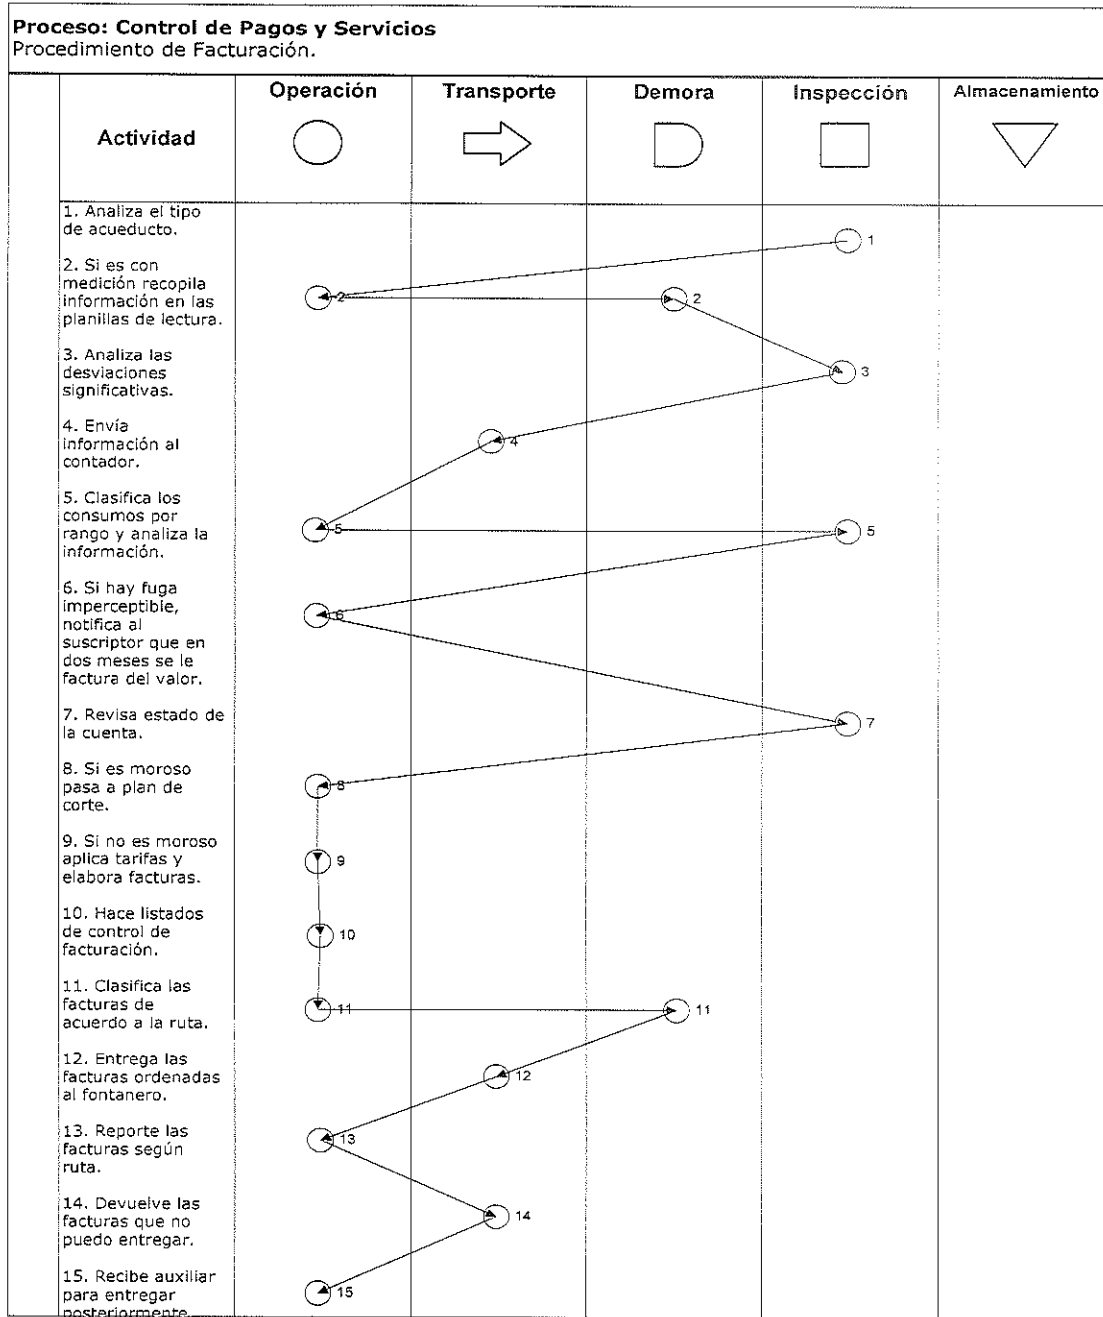 Proceso: Control de Pagos y Servicios
Procedimiento de Facturación.
Actividad
Operación
Transporte
Demora
Inspección
Almacenamiento
1. Analiza el tipo
de acueducto.
1
2. Si es con
medición recopila
información en las
planillas de lectura.
2
2
3. Analiza las
desviaciones
significativas.
3
4. Envía
información al
contador.
4
5. Clasifica los
consumos por
rango y analiza la
información.
5
5
6. Si hay fuga
imperceptible,
notifica al
suscriptor que en
dos meses se le
factura del valor.
6
7. Revisa estado de
la cuenta.
7
8. Si es moroso
pasa a plan de
corte.
8
9. Si no es moroso
aplica tarifas y
elabora facturas.
9
10. Hace listados
de control de
facturación.
10
11. Clasifica las
facturas de
acuerdo a la ruta.
11
11
12. Entrega las
facturas ordenadas
al fontanero.
12
13. Reporte las
facturas según
ruta.
13
14. Devuelve las
facturas que no
puedo entregar.
14
15. Recibe auxiliar
para entregar
posteriormente
15